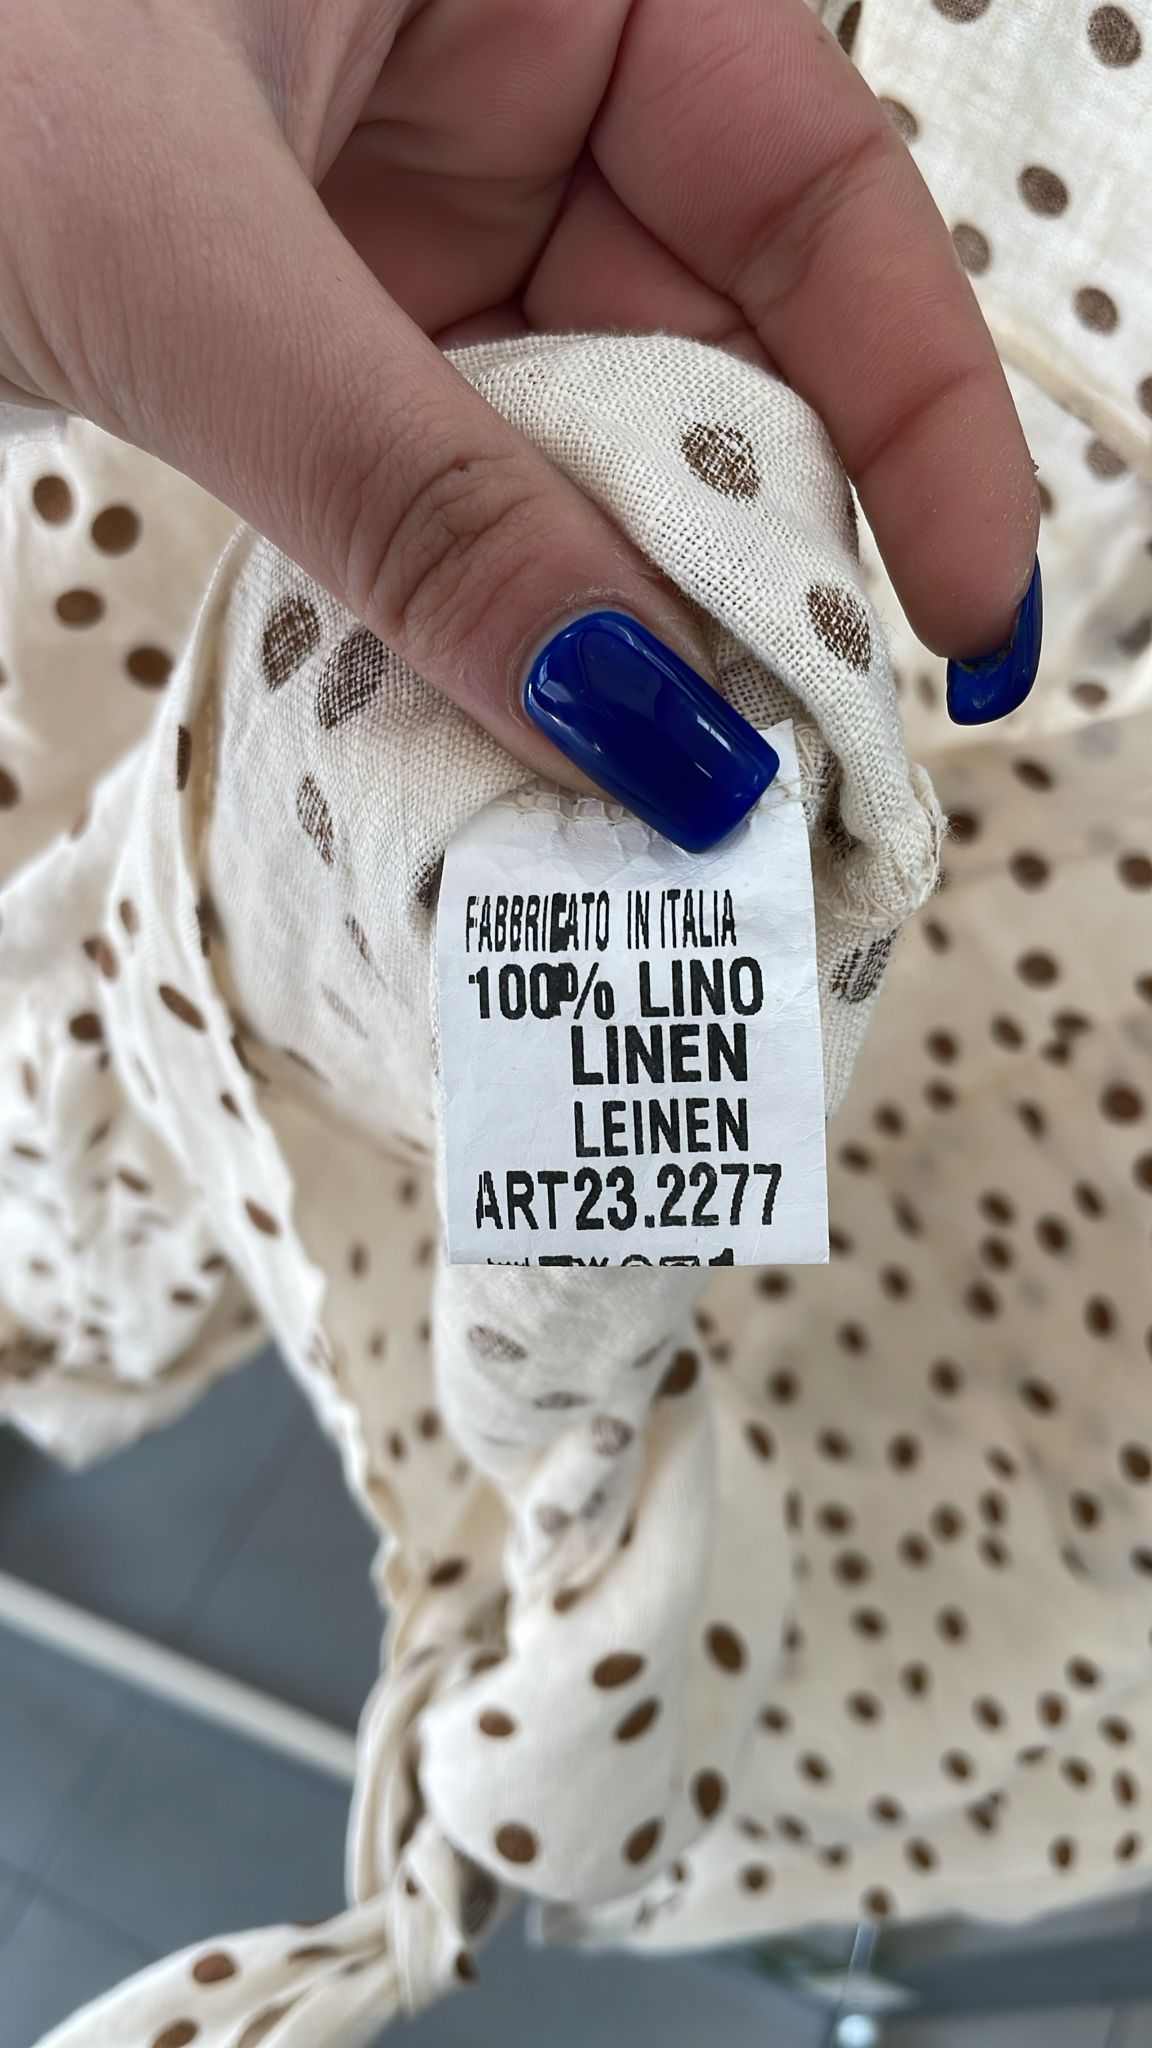 FABBRICATO IN ITALIA
100% LINO
LINEN
LEINEN
ART23.2277